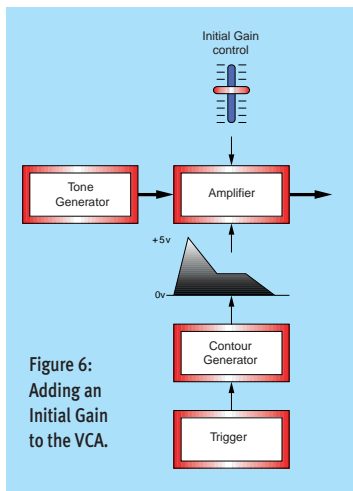 Initial Gain
control
Tone
Generator
Amplifier
+5v
0v
Contour
Generator
Trigger
Figure 6:
Adding an
Initial Gain
to the VCA.